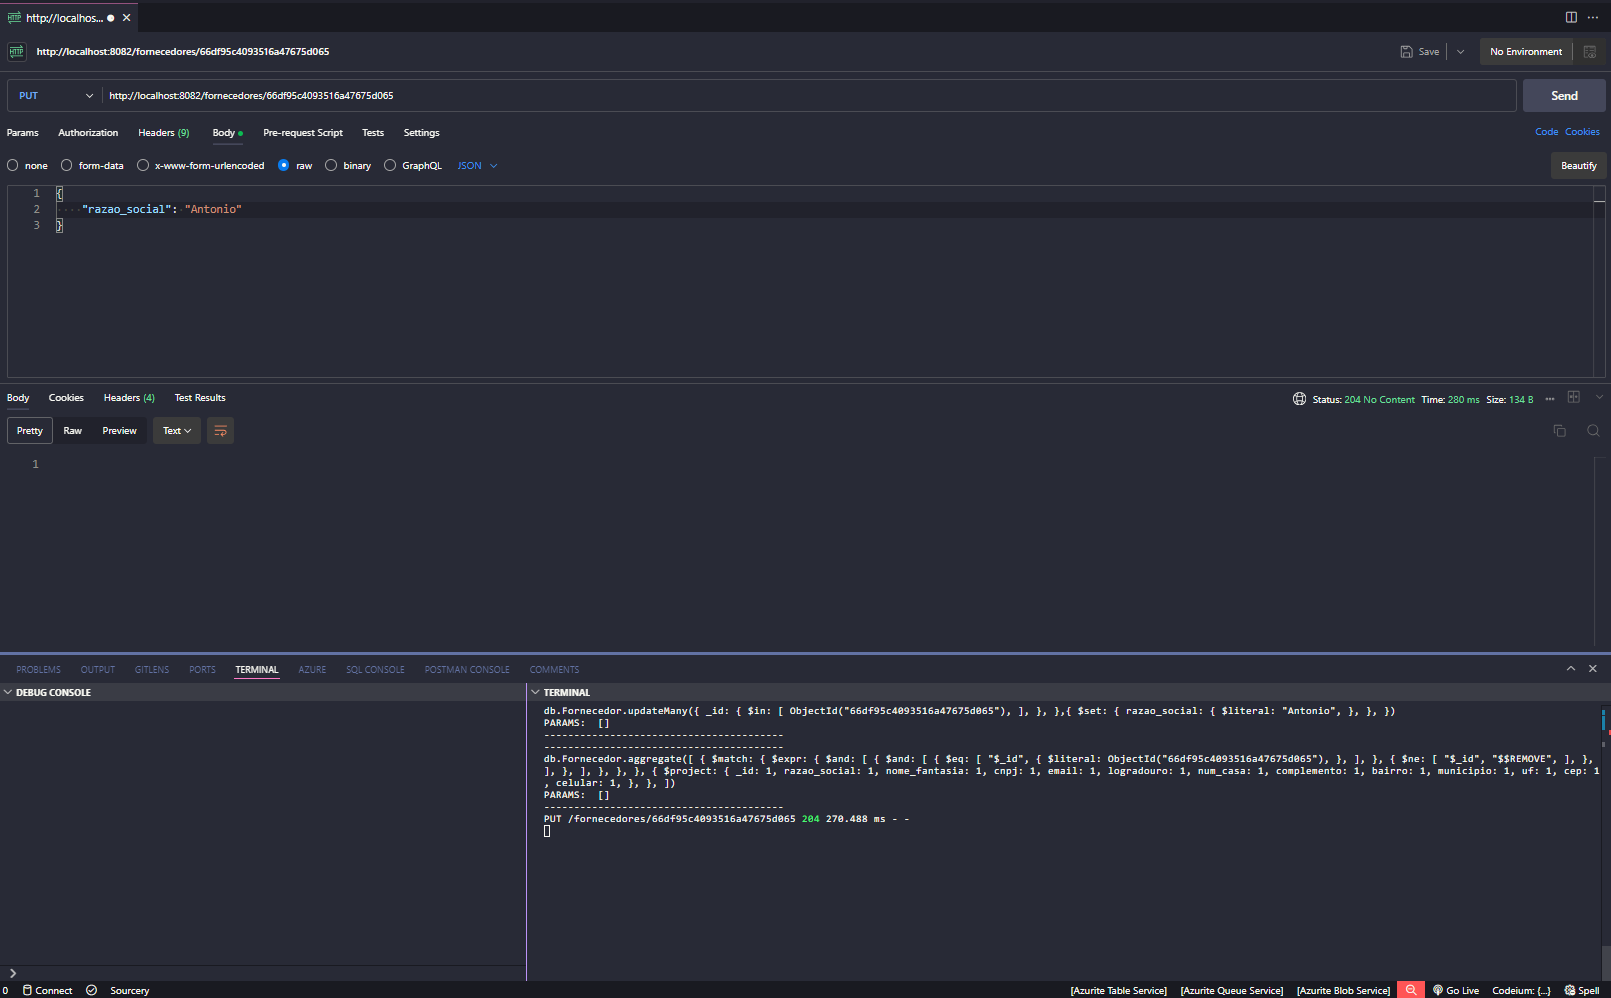 http://localhos...
http://localhost:8082/fornecedores/66df95c4093516a47675d065
Save
No Environment
PUT
http://localhost:8082/fornecedores/66df95c4093516a47675d065
Send
Params Authorization Headers (9) Body Pre-request Script Tests Settings
Code Cookies
none form-data x-www-form-urlencoded raw binary GraphQL JSON
Beautify
1 {
2 "razao_social": "Antonio"
3 }
Body Cookies Headers (4) Test Results
Status: 204 No Content Time: 280 ms Size: 134 B
Pretty Raw Preview Text
1
PROBLEMS OUTPUT GITLENS PORTS TERMINAL AZURE SQL CONSOLE POSTMAN CONSOLE COMMENTS
DEBUG CONSOLE
TERMINAL
db.Fornecedor.updateMany({ _id: { $in: [ ObjectId("66df95c4093516a47675d065"), ], }, },{ $set: { razao_social: { $literal: "Antonio", }, }, })
PARAMS: []
----------------------------------------
----------------------------------------
db.Fornecedor.aggregate([ { $match: { $expr: { $and: [ { $and: [ { $eq: [ "$_id", { $literal: ObjectId("66df95c4093516a47675d065"), }, ], }, { $ne: [ "$_id", "$$REMOVE", ], },
], }, ], }, }, }, { $project: { _id: 1, razao_social: 1, nome_fantasia: 1, cnpj: 1, email: 1, logradouro: 1, num_casa: 1, complemento: 1, bairro: 1, municipio: 1, uf: 1, cep: 1
, celular: 1, }, }, ])
PARAMS: []
----------------------------------------
PUT /fornecedores/66df95c4093516a47675d065 204 270.488 ms - -
0 Connect Sourcery
[Azurite Table Service] [Azurite Queue Service] [Azurite Blob Service] Go Live Codeium: {...} Spell